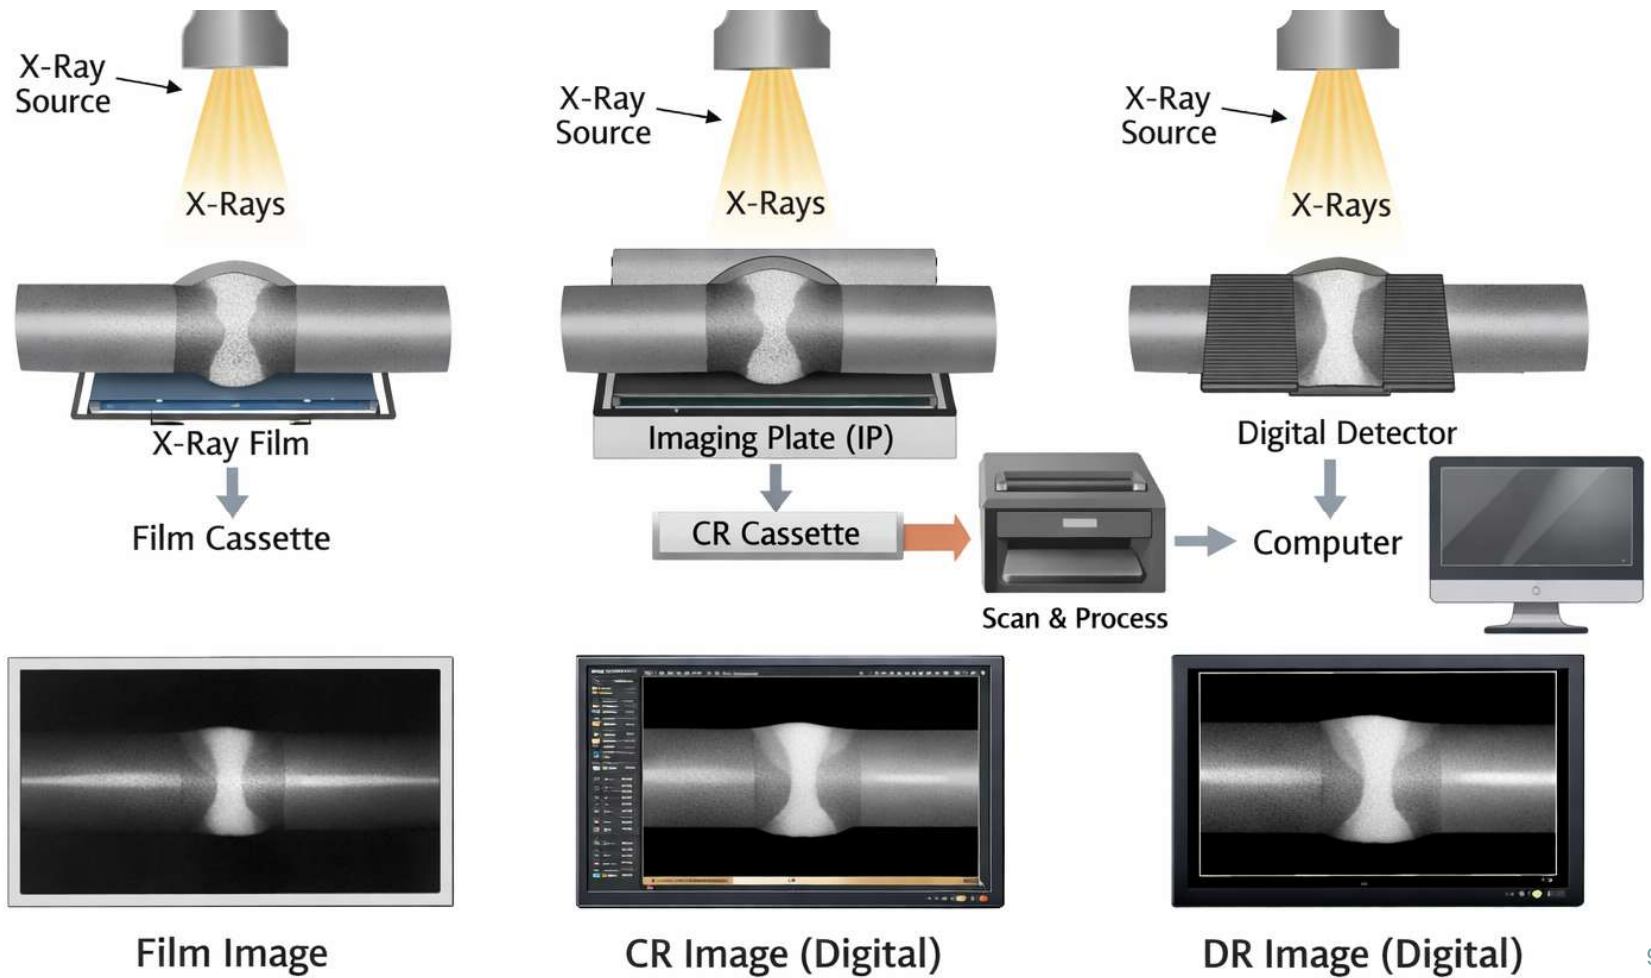 X-Ray
Source
X-Rays
X-Ray Film
Film Cassette
Film Image
X-Ray
Source
X-Rays
Imaging Plate (IP)
CR Cassette
Scan & Process
CR Image (Digital)
X-Ray
Source
X-Rays
Digital Detector
Computer
DR Image (Digital)